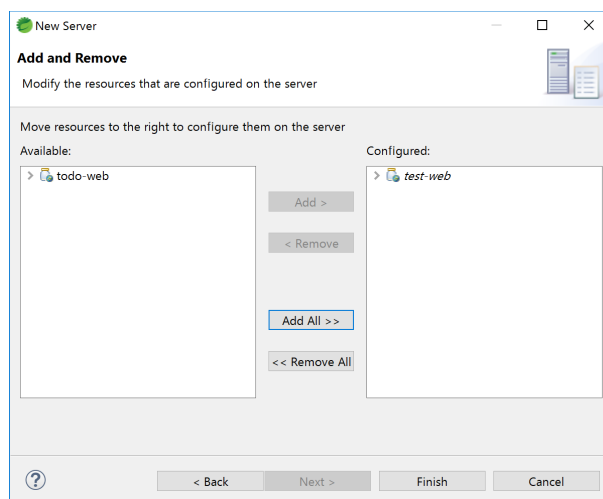 New Server
Add and Remove
Modify the resources that are configured on the server
Move resources to the right to configure them on the server
Available:
Configured:
todo-web
test-web
Add >
< Remove
Add All >>
<< Remove All
?
< Back
Next >
Finish
Cancel